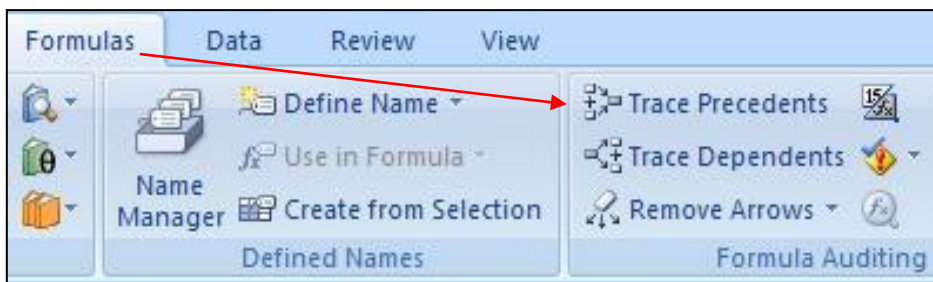 Formulas Data Review View
Define Name Trace Precedents
Use in Formula Trace Dependents
Name Manager Create from Selection Remove Arrows
Defined Names Formula Auditing